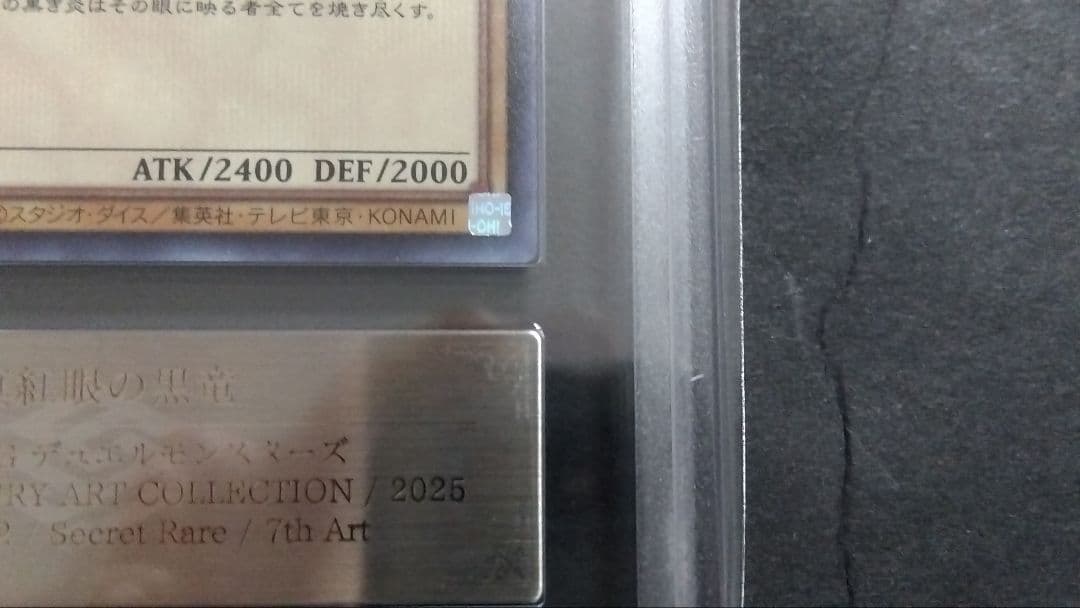 の黒き炎はその眼に映る者全てを焼き尽くす。
ATK/2400 DEF/2000
©スタジオ・ダイス／集英社・テレビ東京・KONAMI
紅眼の黒竜
デュエルモンスターズ
RY ART COLLECTION / 2025
/ Secret Rare / 7th Art